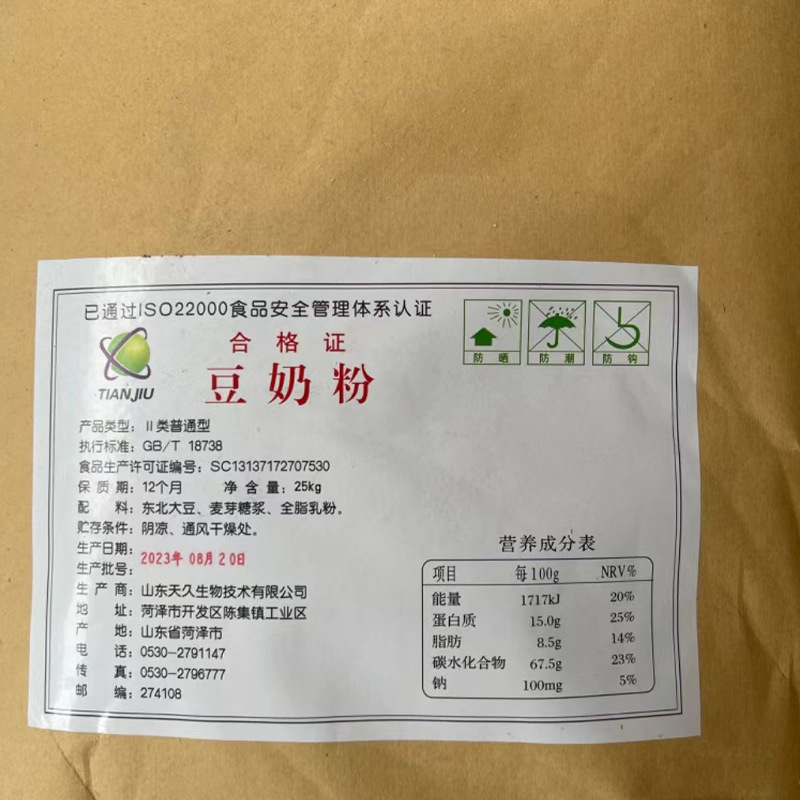 已通过ISO22000食品安全管理体系认证
合格证
豆奶粉
TIANJIU
防晒
防潮
防钩
产品类型：II类普通型
执行标准：GB/T 18738
食品生产许可证编号：SC13137172707530
保质期：12个月 净含量：25kg
配料：东北大豆、麦芽糖浆、全脂乳粉。
贮存条件：阴凉、通风干燥处。
生产日期：
2023年 08月 20日
生产批号：
生产商：山东天久生物技术有限公司
地址：菏泽市开发区陈集镇工业区
产地：山东省菏泽市
电话：0530-2791147
传真：0530-2796777
邮编：274108
营养成分表
项目 每100g NRV%
能量 1717kJ 20%
蛋白质 15.0g 25%
脂肪 8.5g 14%
碳水化合物 67.5g 23%
钠 100mg 5%